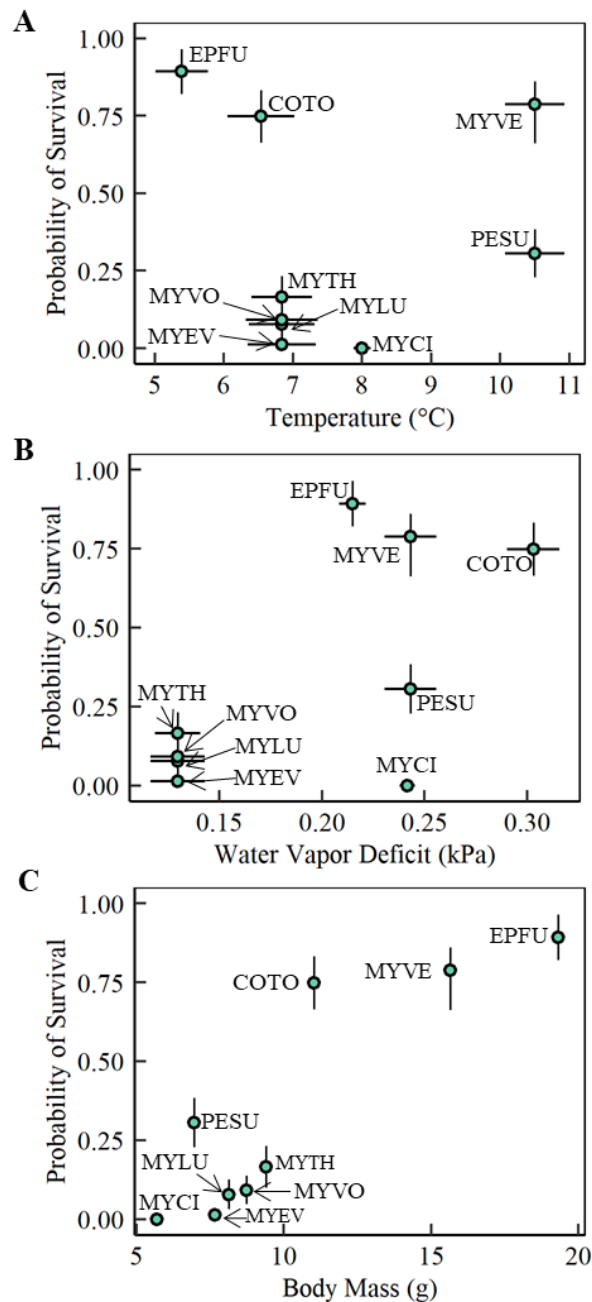 A
1.00
EPFU
COTO
0.75
MYVE
Probability of Survival
0.50
PESU
0.25
MYTH
MYVO
MYLU
MYEV
MYCI
0.00
5 6 7 8 9 10 11
Temperature (°C)
B
1.00
EPFU
MYVE
COTO
0.75
Probability of Survival
0.50
MYTH
PESU
0.25
MYVO
MYLU
MYCI
MYEV
0.00
0.15 0.20 0.25 0.30
Water Vapor Deficit (kPa)
C
1.00
EPFU
MYVE
COTO
0.75
Probability of Survival
0.50
PESU
0.25
MYLU
MYTH
MYVO
MYCI
MYEV
0.00
5 10 15 20
Body Mass (g)